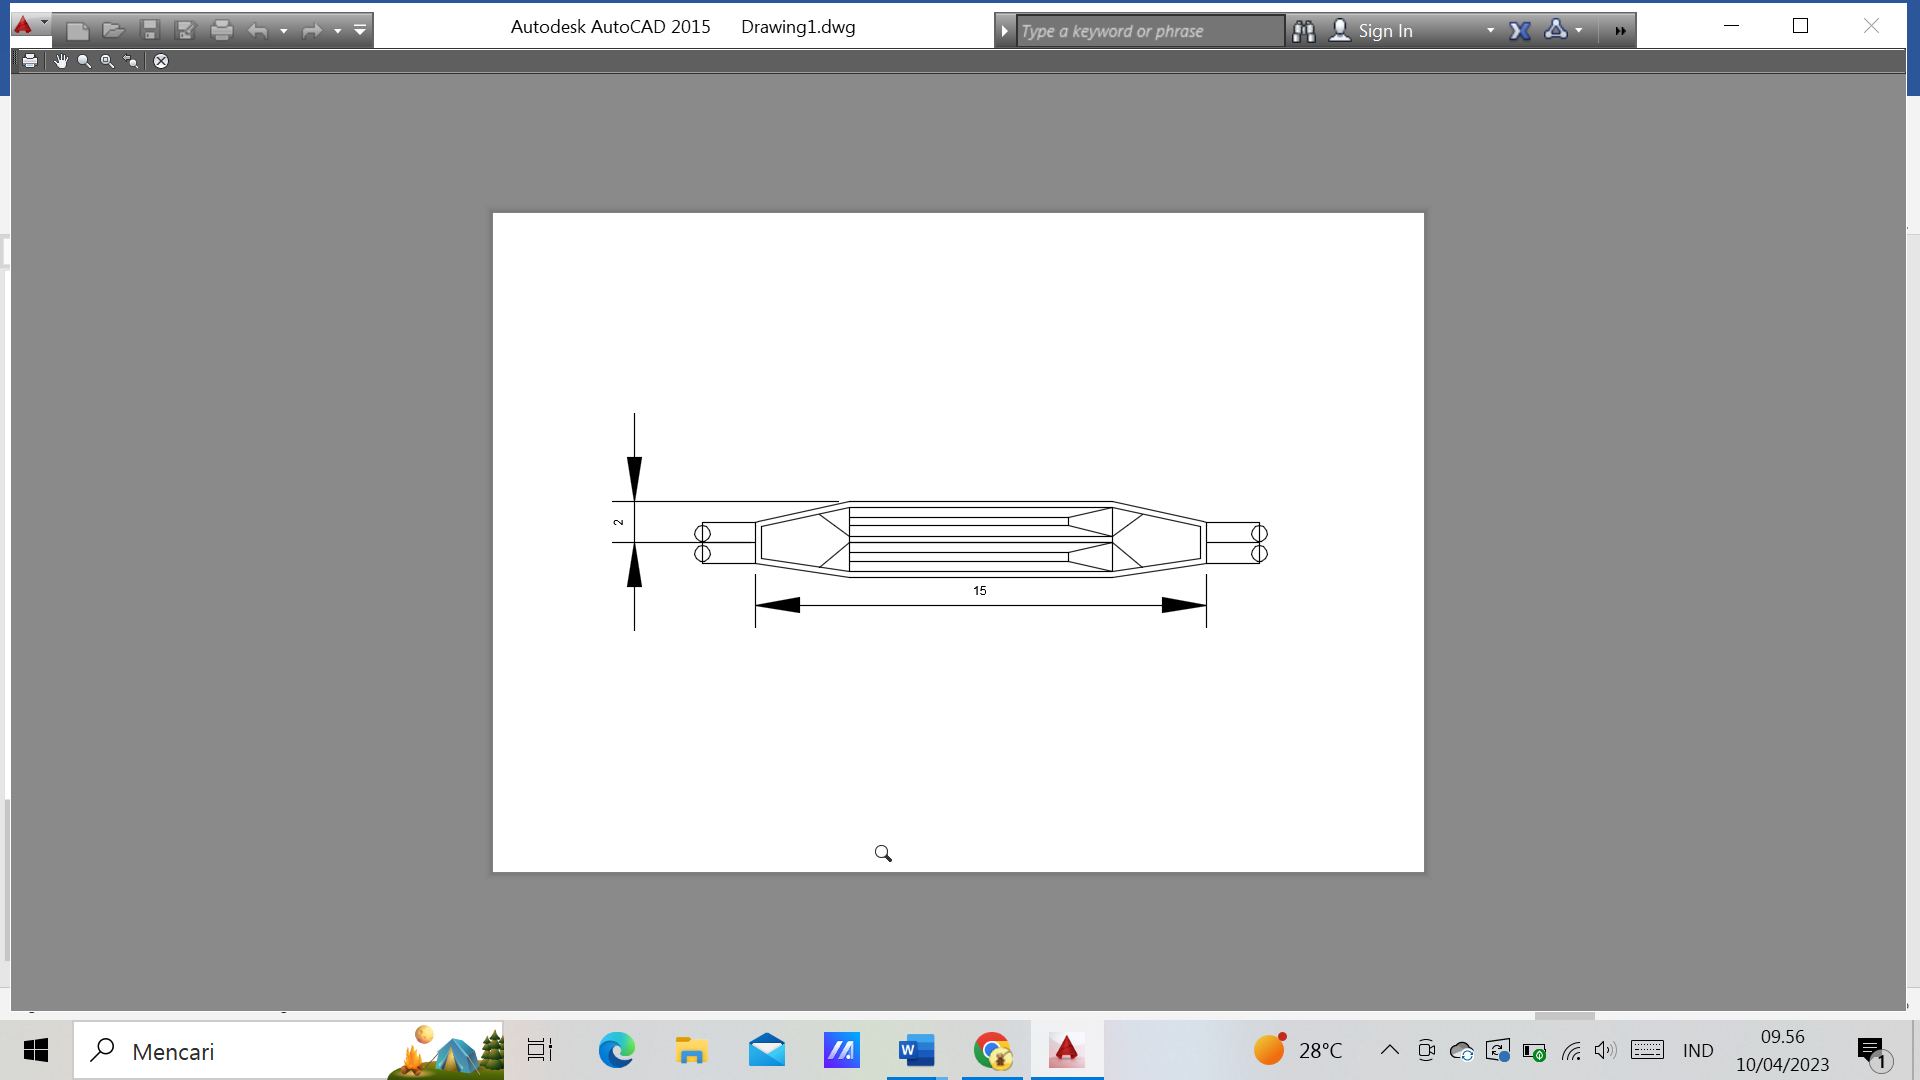 Autodesk AutoCAD 2015 Drawing1.dwg
Type a keyword or phrase
Sign In
2
15
Mencari
W
28°C
IND
09.56
10/04/2023
1